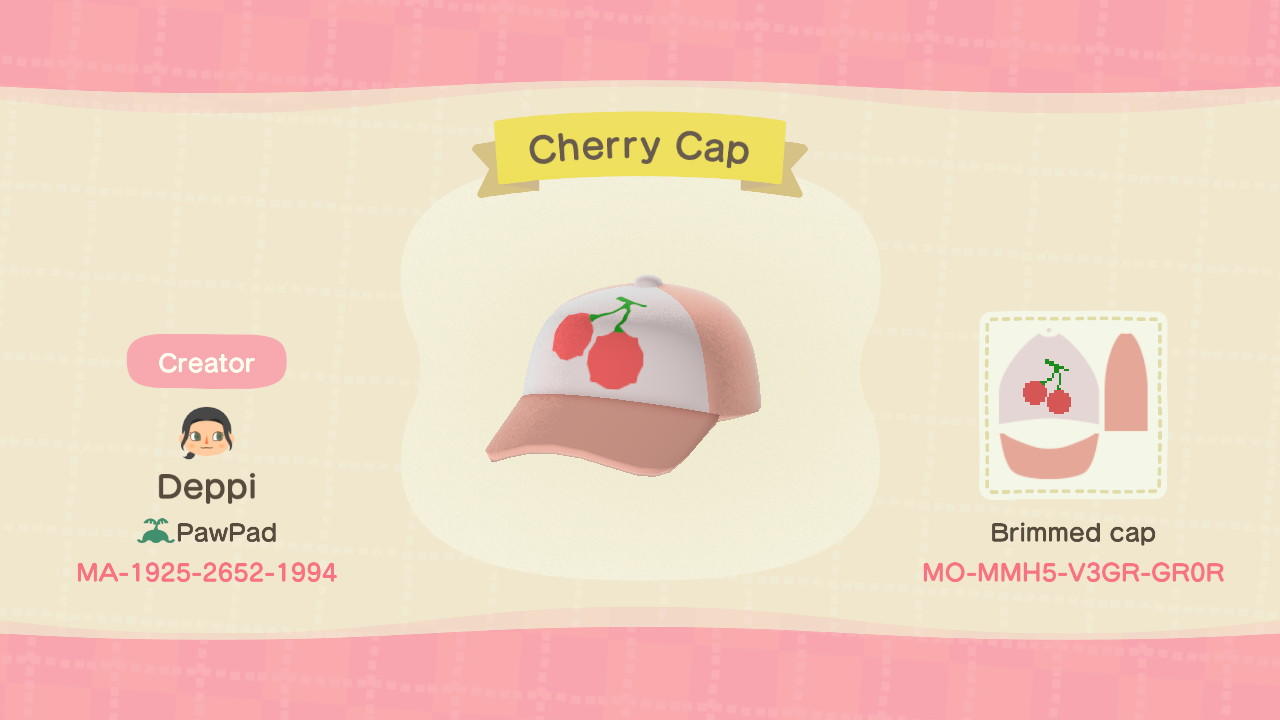 Cherry Cap
Creator
Deppi
PawPad
MA-1925-2652-1994
Brimmed cap
MO-MMH5-V3GR-GR0R